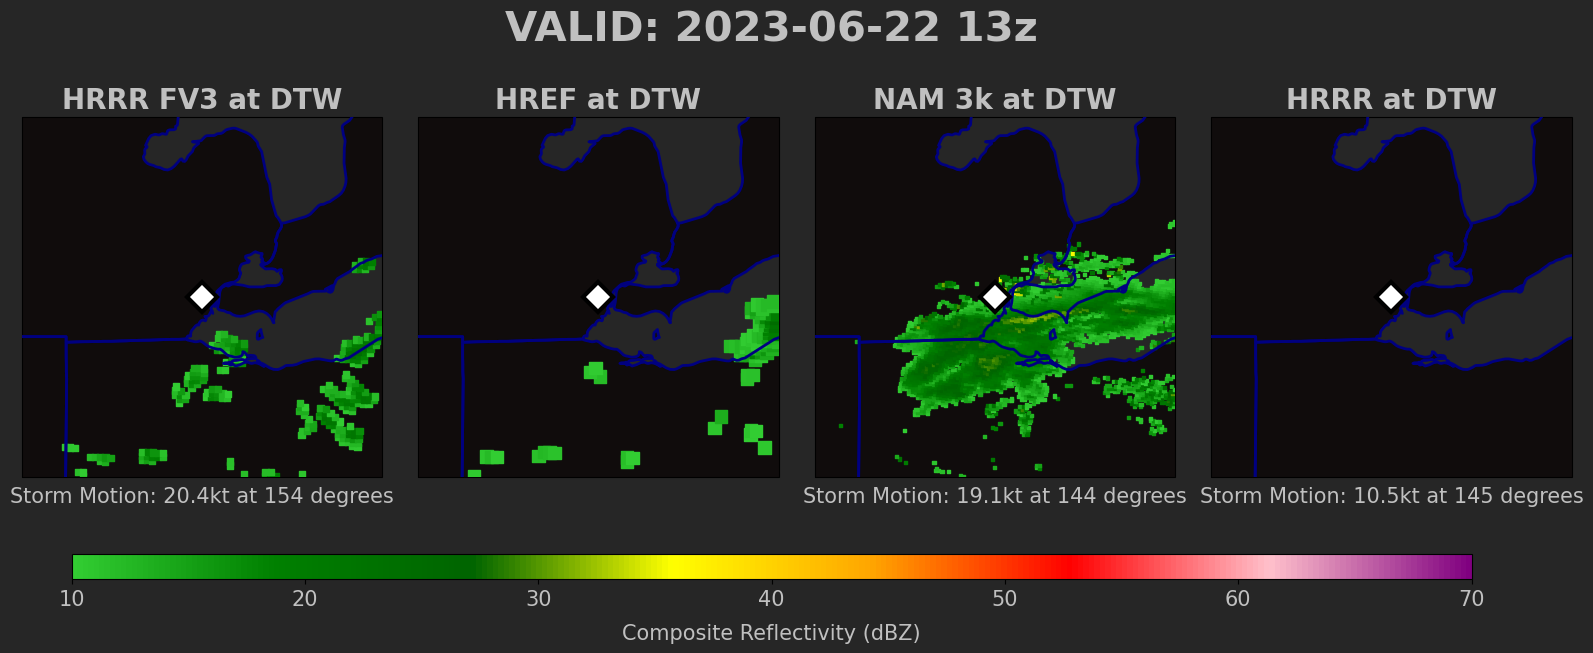 VALID: 2023-06-22 13z
HRRR FV3 at DTW
HREF at DTW
NAM 3k at DTW
HRRR at DTW
Storm Motion: 20.4kt at 154 degrees
Storm Motion: 19.1kt at 144 degrees
Storm Motion: 10.5kt at 145 degrees
10 20 30 40 50 60 70
Composite Reflectivity (dBZ)